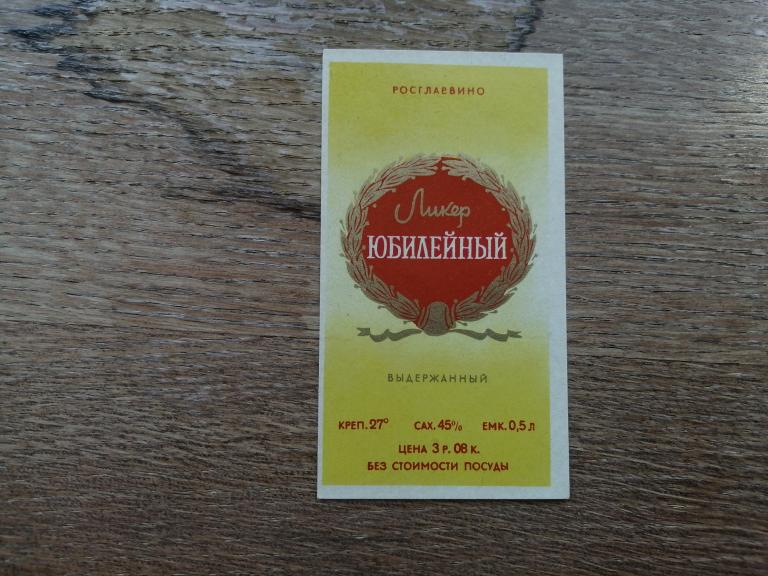 РОСГЛАВВИНО
Ликер
ЮБИЛЕЙНЫЙ
ВЫДЕРЖАННЫЙ
КРЕП. 27° САХ. 45% ЕМК. 0,5 Л
ЦЕНА 3 Р. 08 К.
БЕЗ СТОИМОСТИ ПОСУДЫ